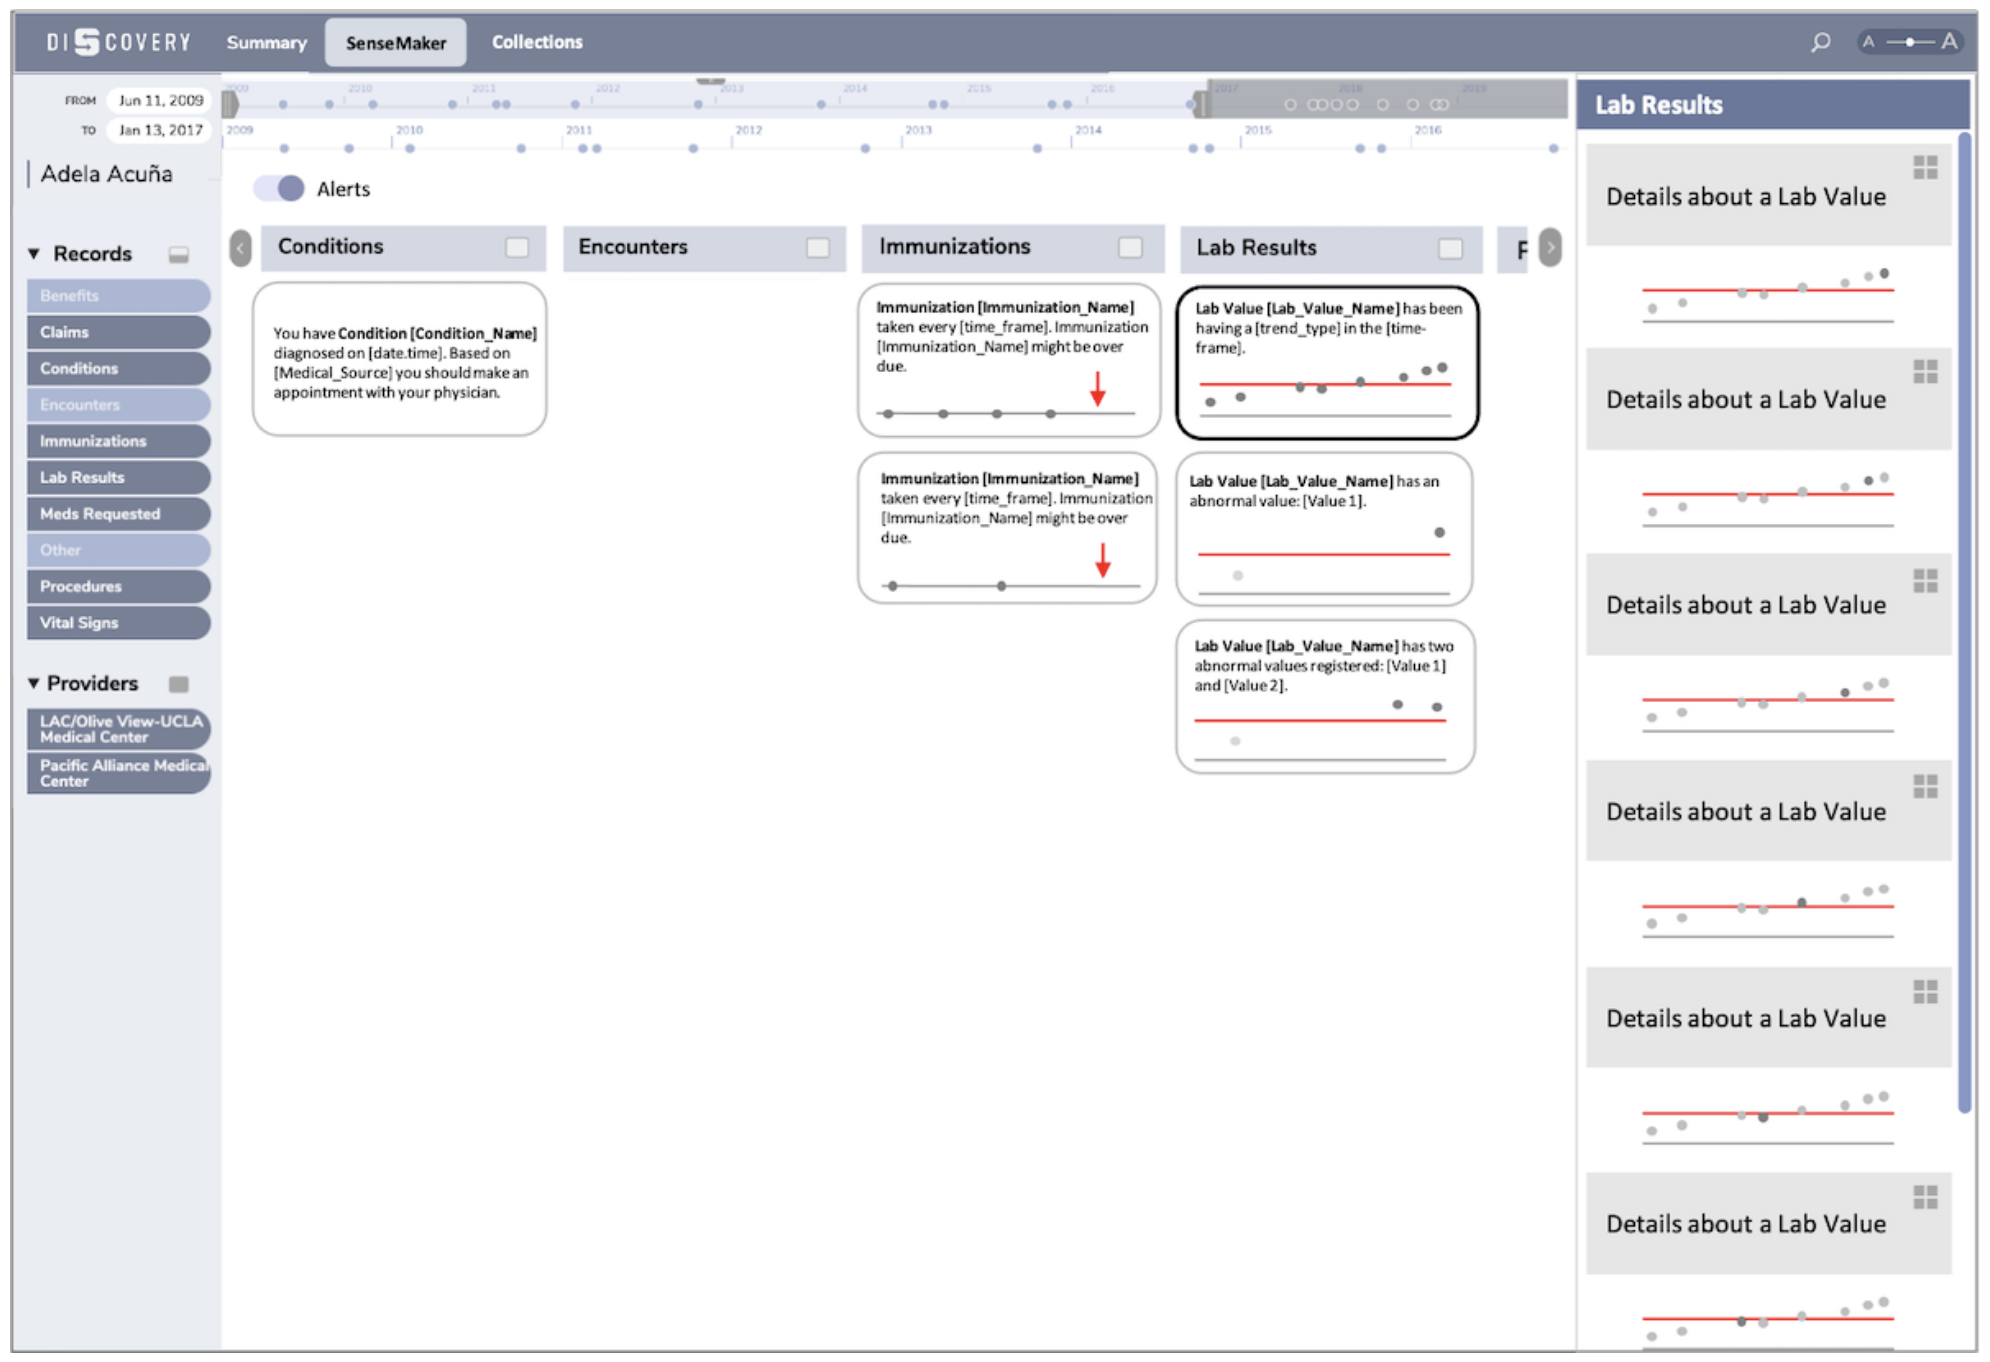 DISCOVERY
Summary
SenseMaker
Collections
A
A
FROM
Jun 11, 2009
TO
Jan 13, 2017
Adela Acuña
2009
2010
2011
2012
2013
2014
2015
2016
2017
2018
2019
2009
2010
2011
2012
2013
2014
2015
2016
Alerts
Records
Benefits
Claims
Conditions
Encounters
Immunizations
Lab Results
Meds Requested
Other
Procedures
Vital Signs
Providers
LAC/Olive View-UCLA
Medical Center
Pacific Alliance Medical
Center
Conditions
You have Condition [Condition_Name]
diagnosed on [date.time]. Based on
[Medical_Source] you should make an
appointment with your physician.
Encounters
Immunizations
Immunization [Immunization_Name]
taken every [time_frame]. Immunization
[Immunization_Name] might be over
due.
Immunization [Immunization_Name]
taken every [time_frame]. Immunization
[Immunization_Name] might be over
due.
Lab Results
Lab Value [Lab_Value_Name] has been
having a [trend_type] in the [time-
frame].
Lab Value [Lab_Value_Name] has an
abnormal value: [Value 1].
Lab Value [Lab_Value_Name] has two
abnormal values registered: [Value 1]
and [Value 2].
Lab Results
Details about a Lab Value
Details about a Lab Value
Details about a Lab Value
Details about a Lab Value
Details about a Lab Value
Details about a Lab Value